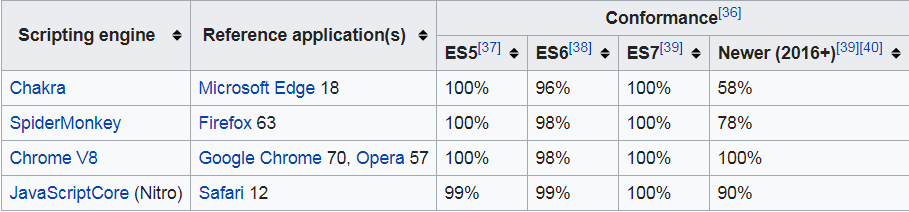 Scripting engine Reference application(s) Conformance[36]
ES5[37] ES6[38] ES7[39] Newer (2016+)[39][40]
Chakra Microsoft Edge 18 100% 96% 100% 58%
SpiderMonkey Firefox 63 100% 98% 100% 78%
Chrome V8 Google Chrome 70, Opera 57 100% 98% 100% 100%
JavaScriptCore (Nitro) Safari 12 99% 99% 100% 90%